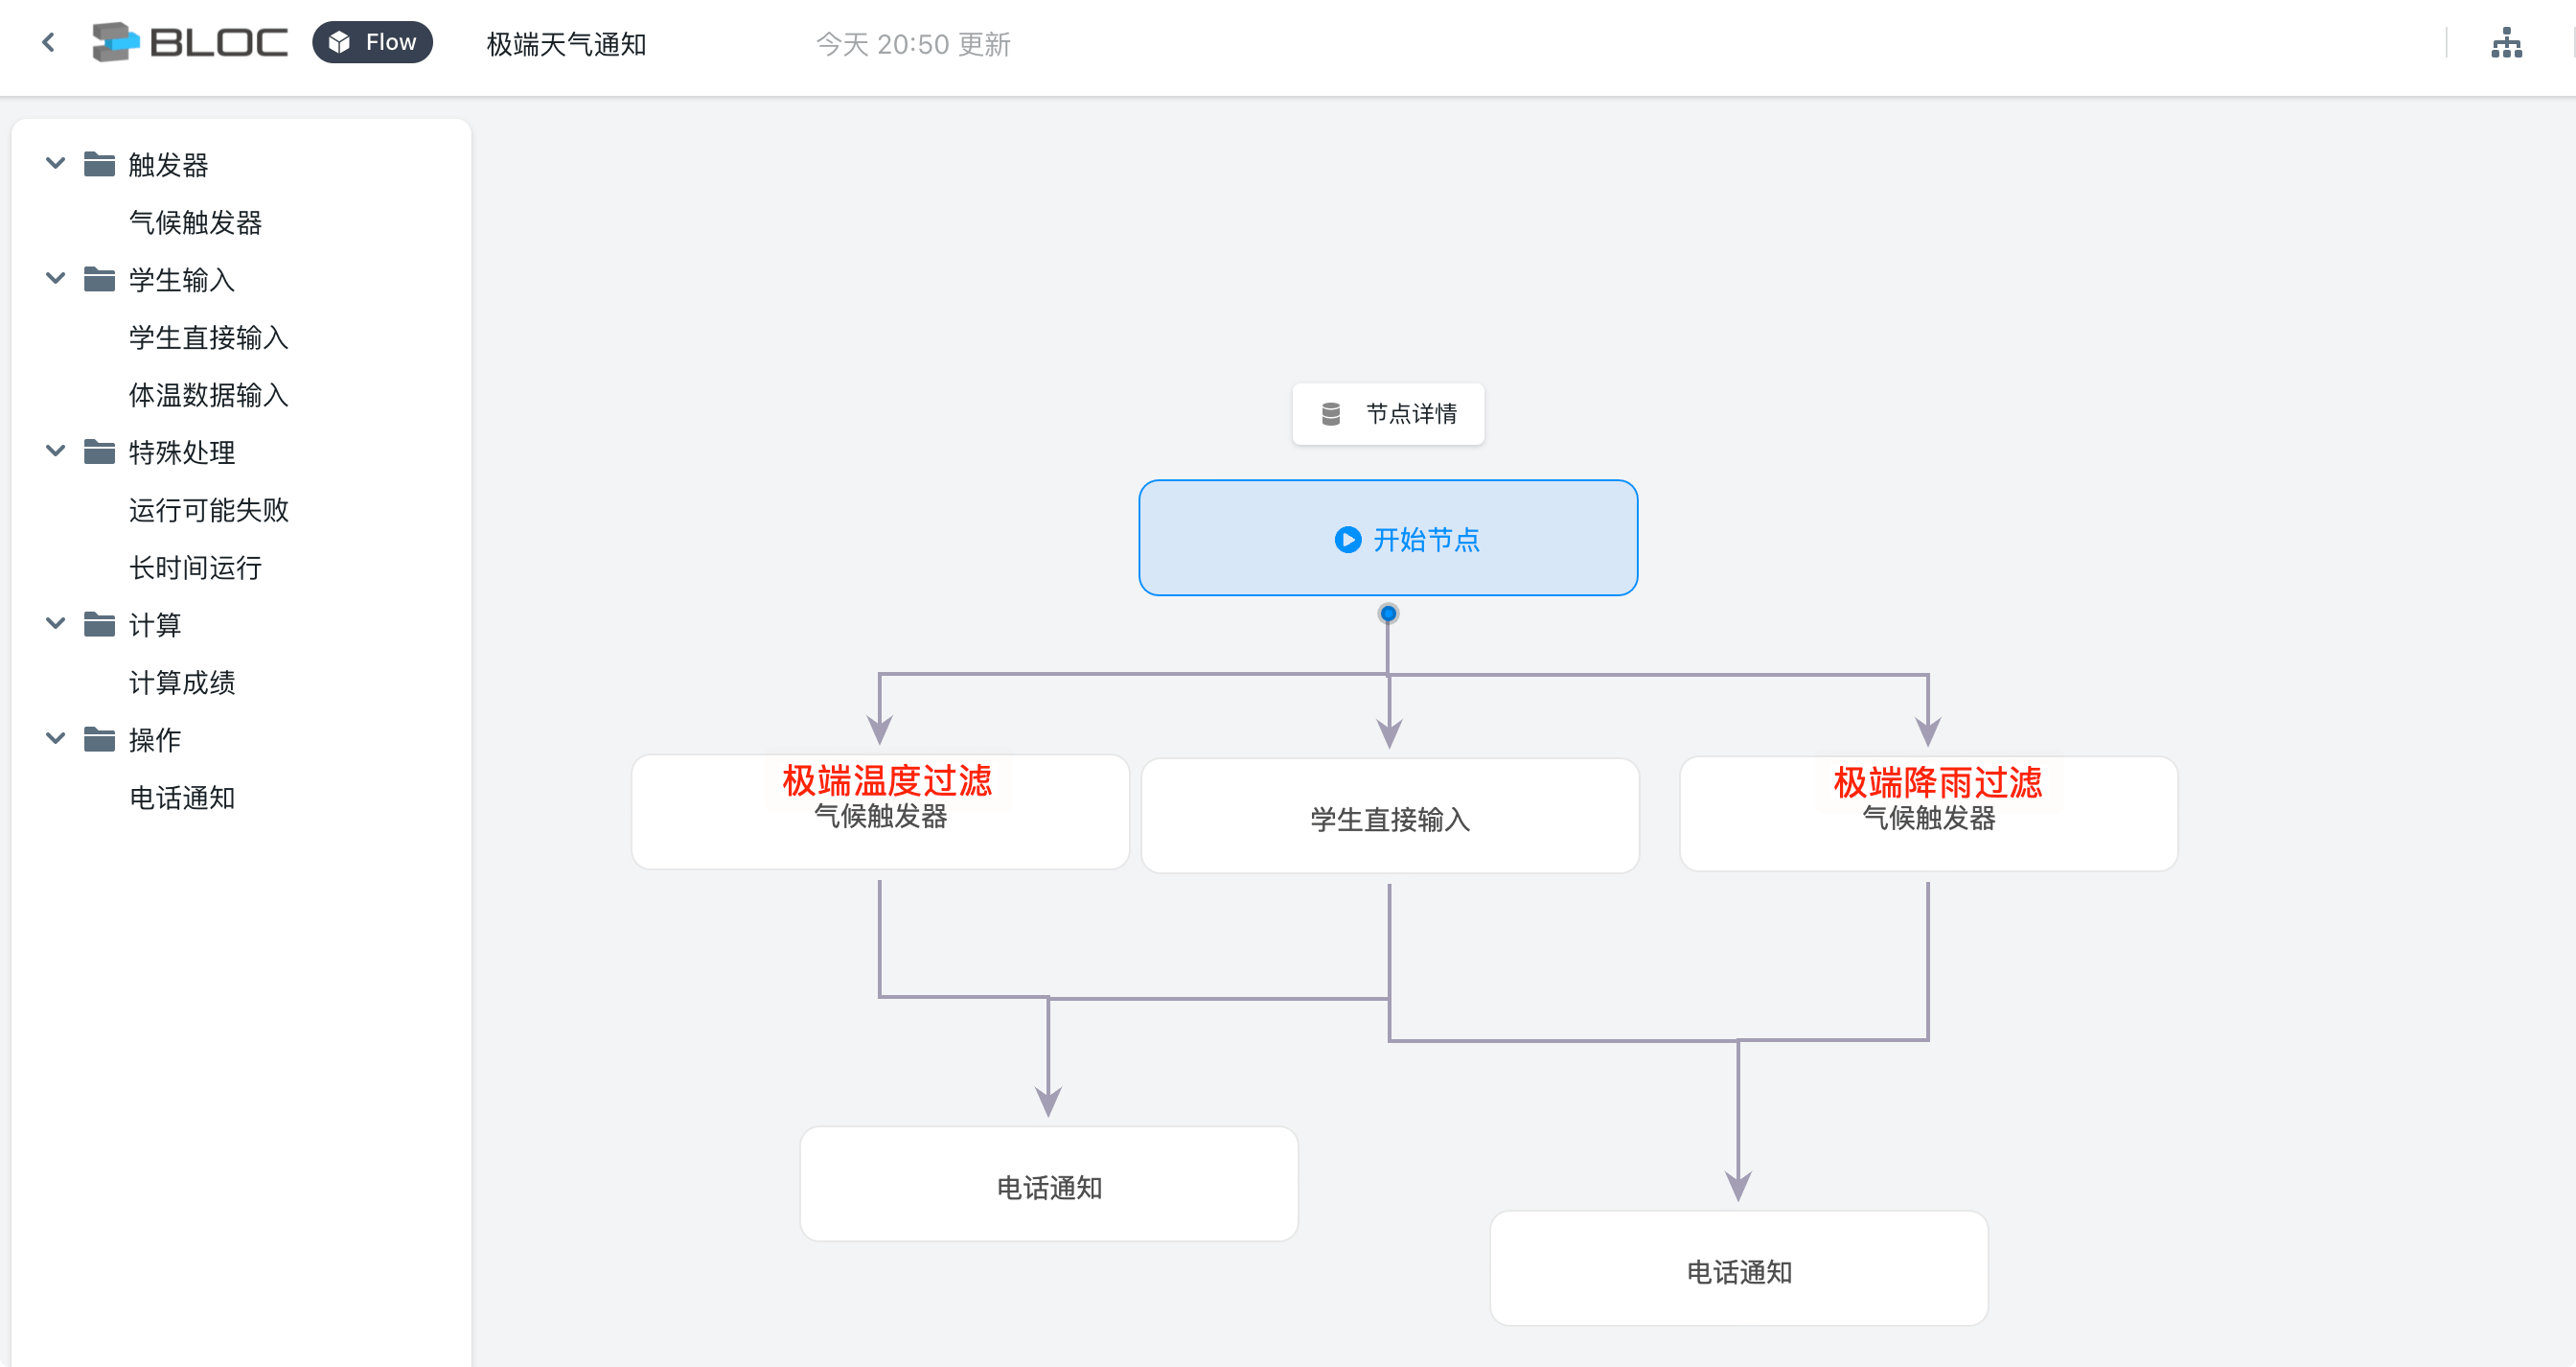 BLOC Flow 极端天气通知 今天 20:50 更新
触发器
气候触发器
学生输入
学生直接输入
体温数据输入
特殊处理
运行可能失败
长时间运行
计算
计算成绩
操作
电话通知
节点详情
开始节点
极端温度过滤
气候触发器
学生直接输入
极端降雨过滤
气候触发器
电话通知
电话通知